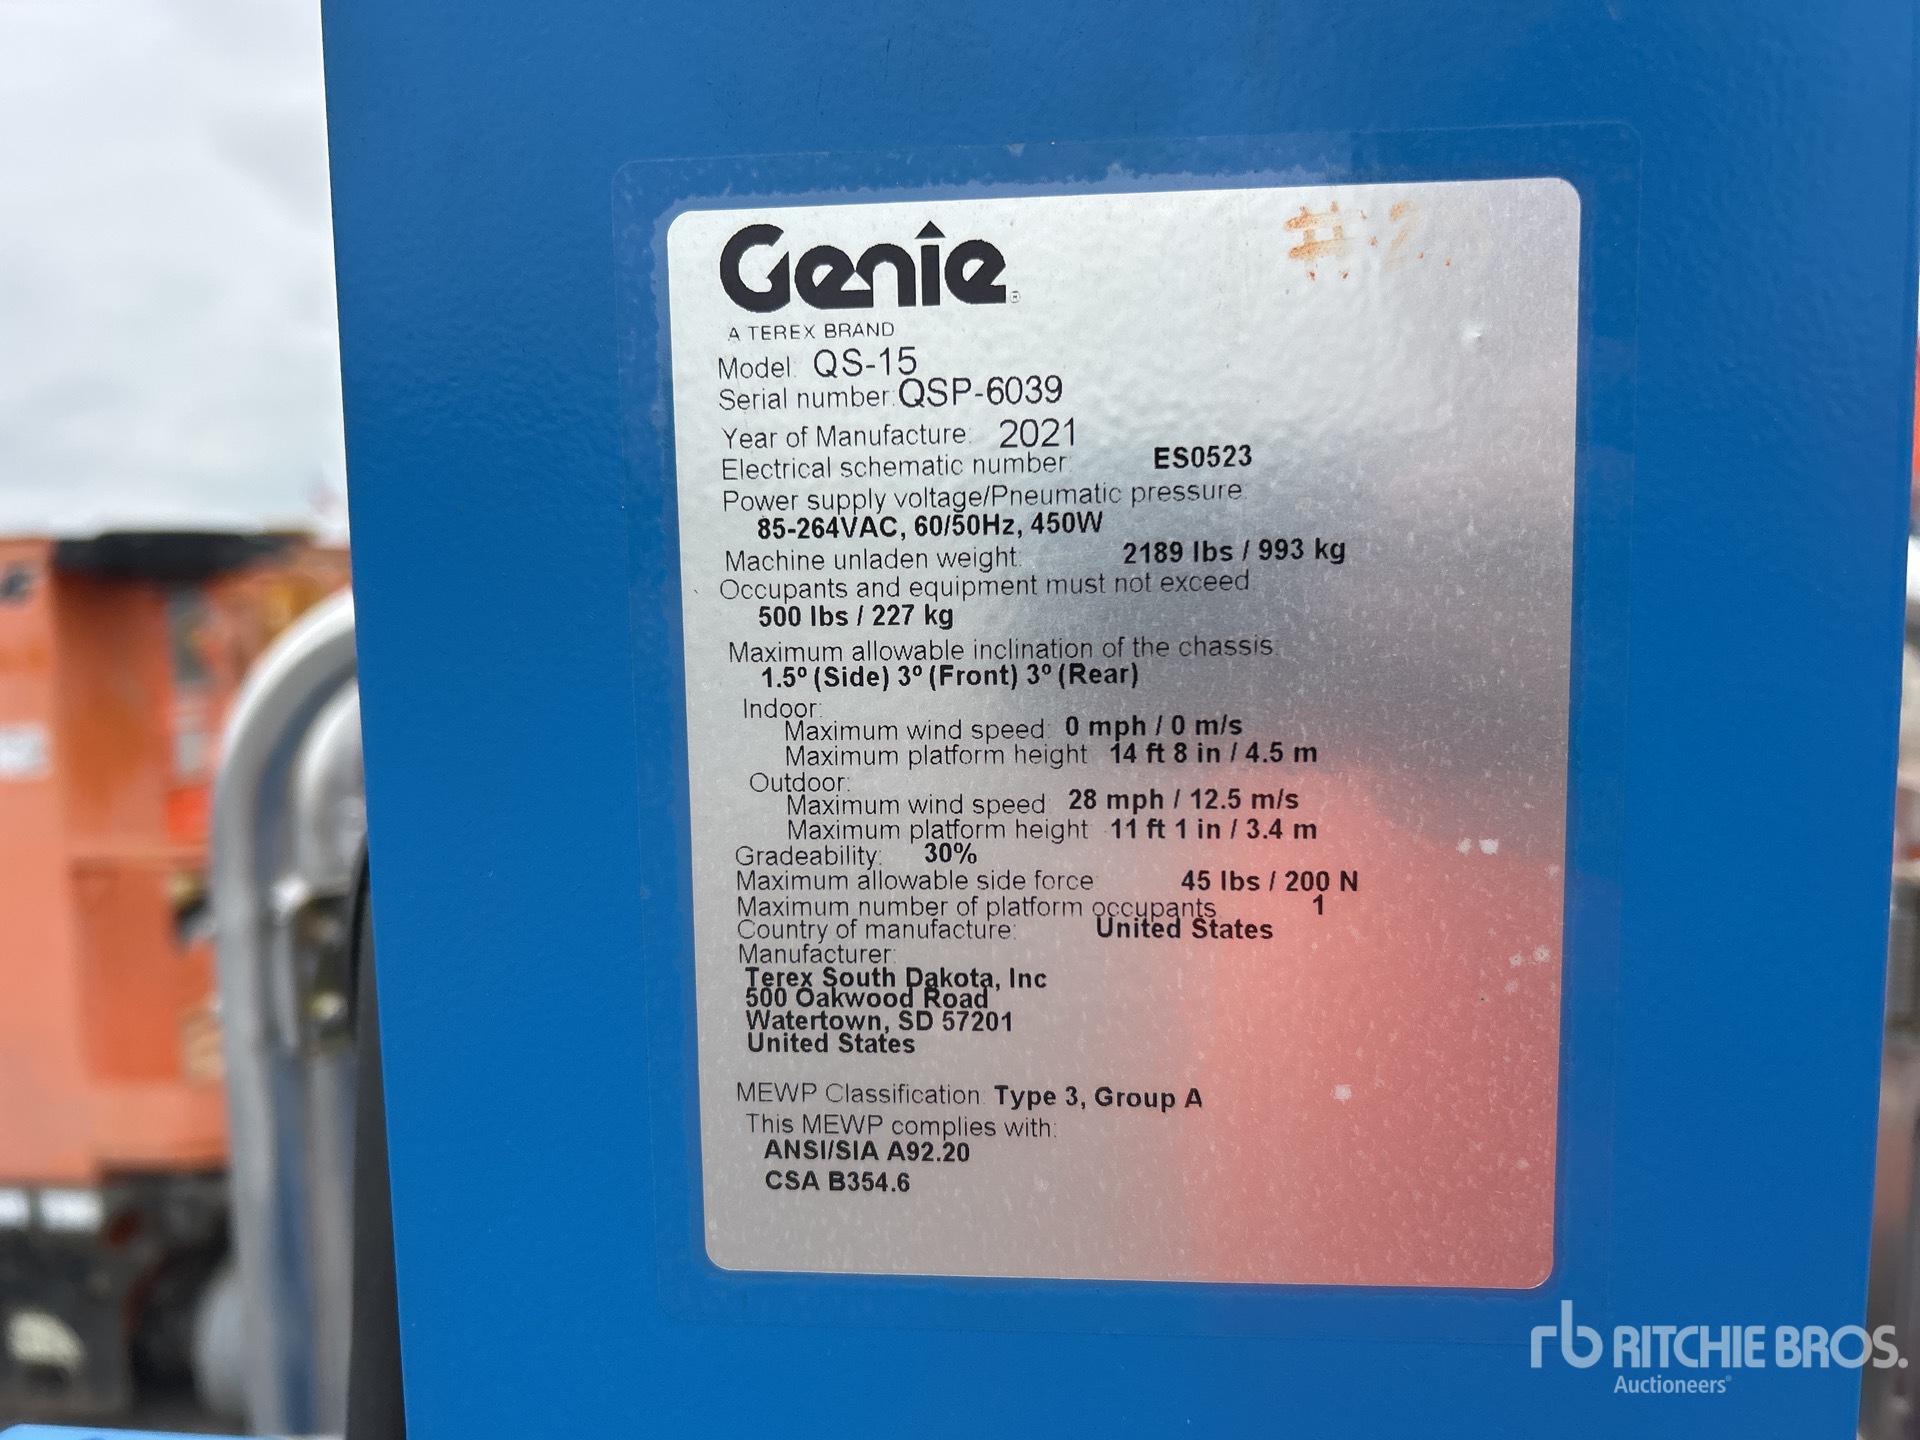 Genie®
#2
A TEREX BRAND
Model: QS-15
Serial number: QSP-6039
Year of Manufacture: 2021
Electrical schematic number: ES0523
Power supply voltage/Pneumatic pressure:
85-264VAC, 60/50Hz, 450W
Machine unladen weight: 2189 lbs / 993 kg
Occupants and equipment must not exceed
500 lbs / 227 kg
Maximum allowable inclination of the chassis:
1.5º (Side) 3º (Front) 3º (Rear)
Indoor:
Maximum wind speed: 0 mph / 0 m/s
Maximum platform height 14 ft 8 in / 4.5 m
Outdoor:
Maximum wind speed: 28 mph / 12.5 m/s
Maximum platform height 11 ft 1 in / 3.4 m
Gradeability: 30%
Maximum allowable side force 45 lbs / 200 N
Maximum number of platform occupants 1
Country of manufacture: United States
Manufacturer:
Terex South Dakota, Inc
500 Oakwood Road
Watertown, SD 57201
United States
MEWP Classification: Type 3, Group A
This MEWP complies with:
ANSI/SIA A92.20
CSA B354.6
rb RITCHIE BROS.
Auctioneers®